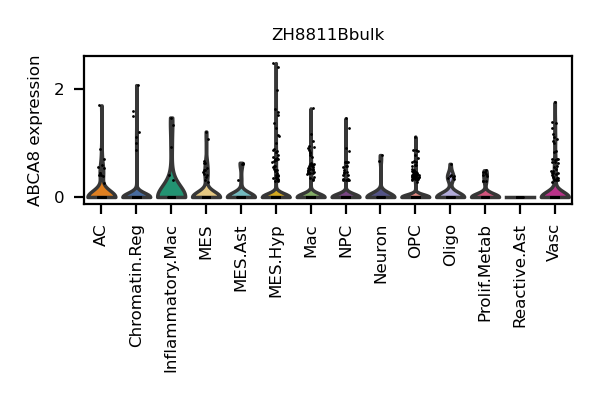 ZH8811Bbulk
ABCA8 expression
2
0
AC
Chromatin.Reg
Inflammatory.Mac
MES
MES.Ast
MES.Hyp
Mac
NPC
Neuron
OPC
Oligo
Prolif.Metab
Reactive.Ast
Vasc